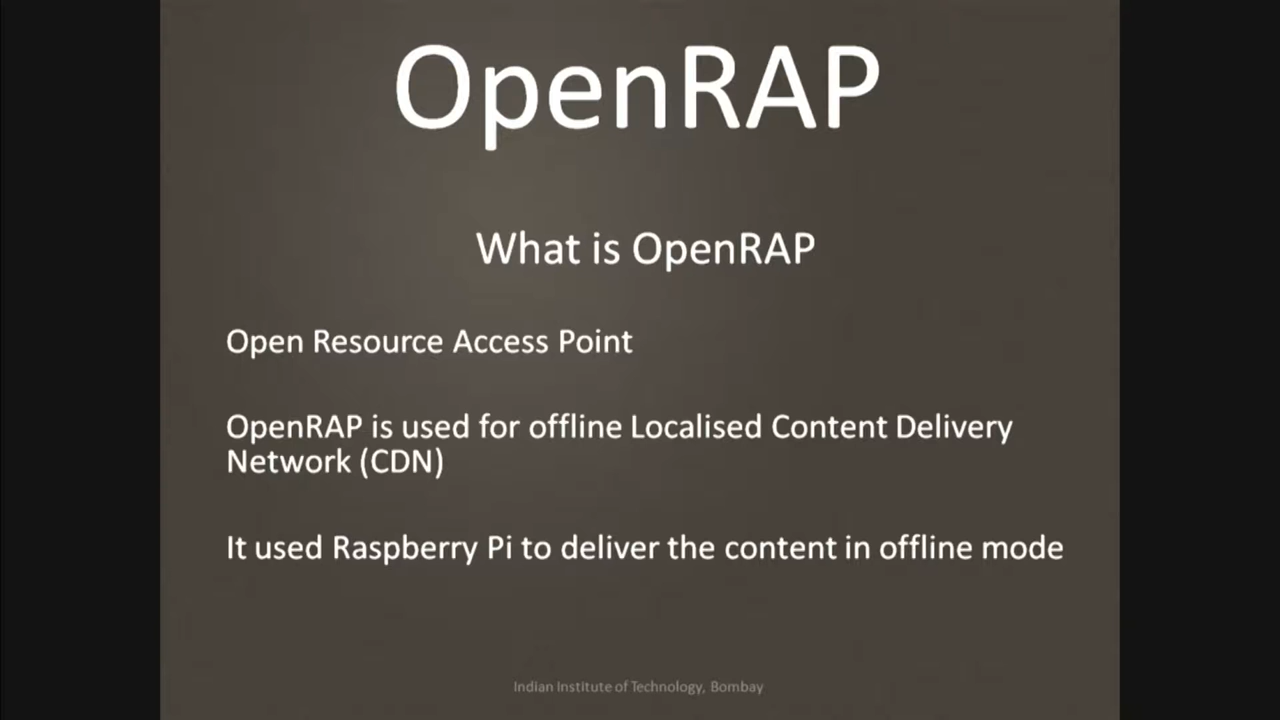 OpenRAP
What is OpenRAP
Open Resource Access Point
OpenRAP is used for offline Localised Content Delivery
Network (CDN)
It used Raspberry Pi to deliver the content in offline mode
Indian Institute of Technology, Bombay